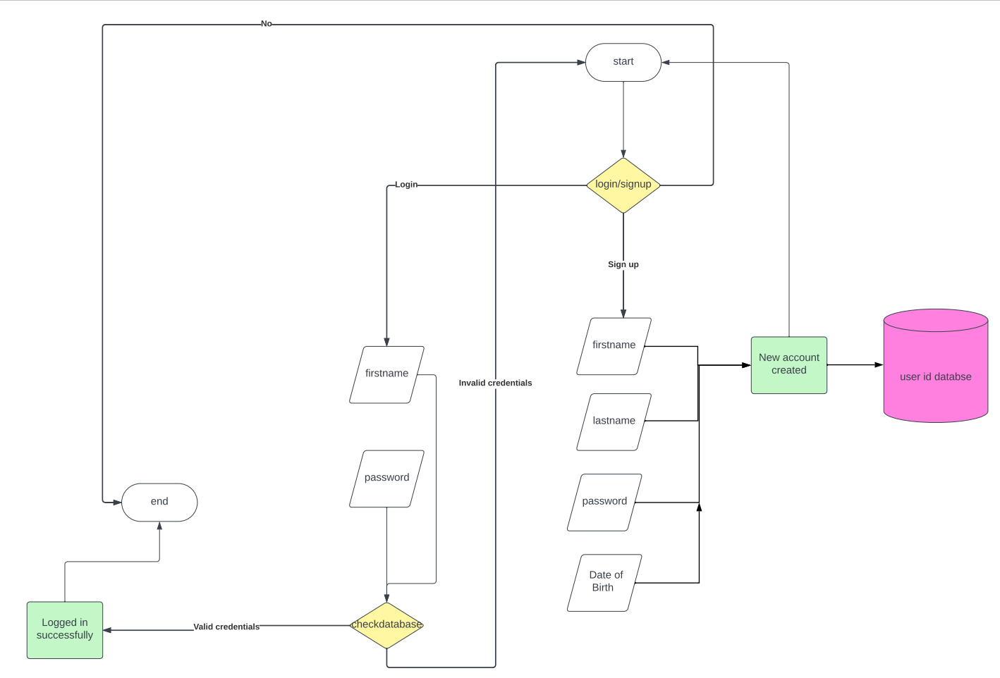 No
start
login/signup
Login
Sign up
firstname
New account
created
user id databse
firstname
Invalid credentials
lastname
password
password
end
Date of
Birth
Logged in
successfully
Valid credentials
checkdatabase